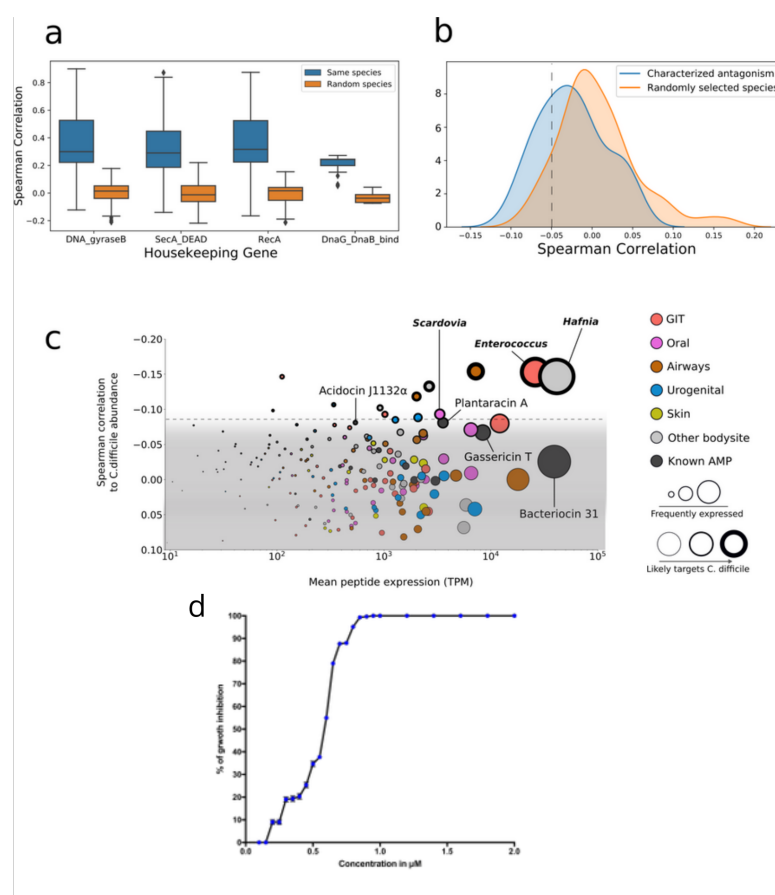 a
Spearman Correlation
0.8
0.6
0.4
0.2
0.0
−0.2
Same species
Random species
DNA_gyraseB
SecA_DEAD
RecA
DnaG_DnaB_bind
Housekeeping Gene
b
8
6
4
2
0
Characterized antagonism
Randomly selected species
−0.15
−0.10
−0.05
0.00
0.05
0.10
0.15
0.20
Spearman Correlation
c
Spearman correlation
to C.difficile abundance
−0.20
−0.15
−0.10
−0.05
0.00
0.05
0.10
Scardovia
Enterococcus
Hafnia
Acidocin J1132α
Plantaracin A
Gassericin T
Bacteriocin 31
10¹
10²
10³
10⁴
10⁵
Mean peptide expression (TPM)
GIT
Oral
Airways
Urogenital
Skin
Other bodysite
Known AMP
Frequently expressed
Likely targets C. difficile
d
% of grwoth inhibition
100
90
80
70
60
50
40
30
20
10
0
0.0
0.5
1.0
1.5
2.0
Concentration in µM